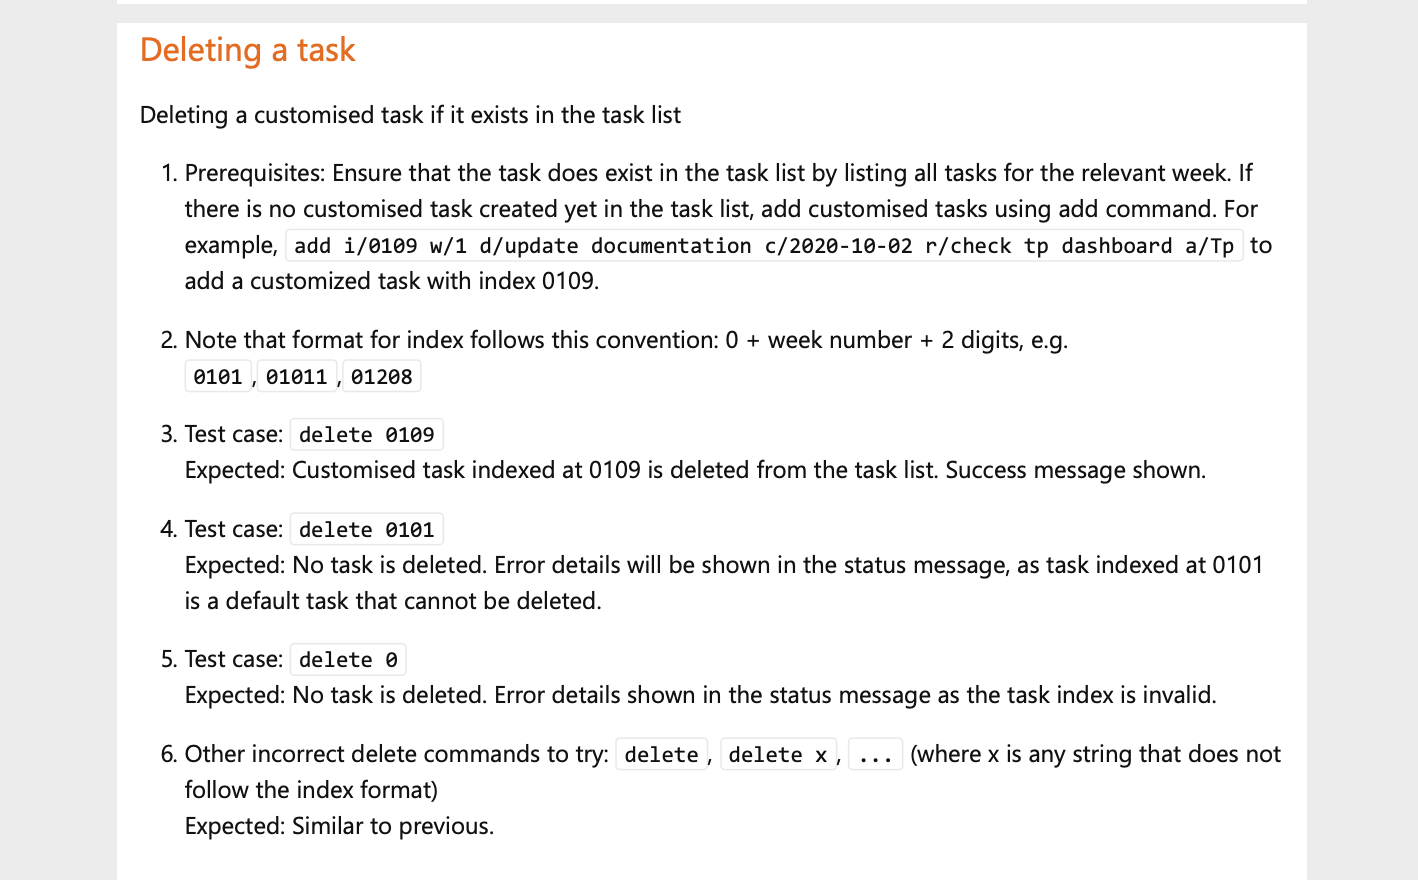 Deleting a task
Deleting a customised task if it exists in the task list
1. Prerequisites: Ensure that the task does exist in the task list by listing all tasks for the relevant week. If
there is no customised task created yet in the task list, add customised tasks using add command. For
example, add i/0109 w/1 d/update documentation c/2020-10-02 r/check tp dashboard a/Tp to
add a customized task with index 0109.
2. Note that format for index follows this convention: 0 + week number + 2 digits, e.g.
0101 , 01011 , 01208
3. Test case: delete 0109
Expected: Customised task indexed at 0109 is deleted from the task list. Success message shown.
4. Test case: delete 0101
Expected: No task is deleted. Error details will be shown in the status message, as task indexed at 0101
is a default task that cannot be deleted.
5. Test case: delete 0
Expected: No task is deleted. Error details shown in the status message as the task index is invalid.
6. Other incorrect delete commands to try: delete , delete x , ... (where x is any string that does not
follow the index format)
Expected: Similar to previous.